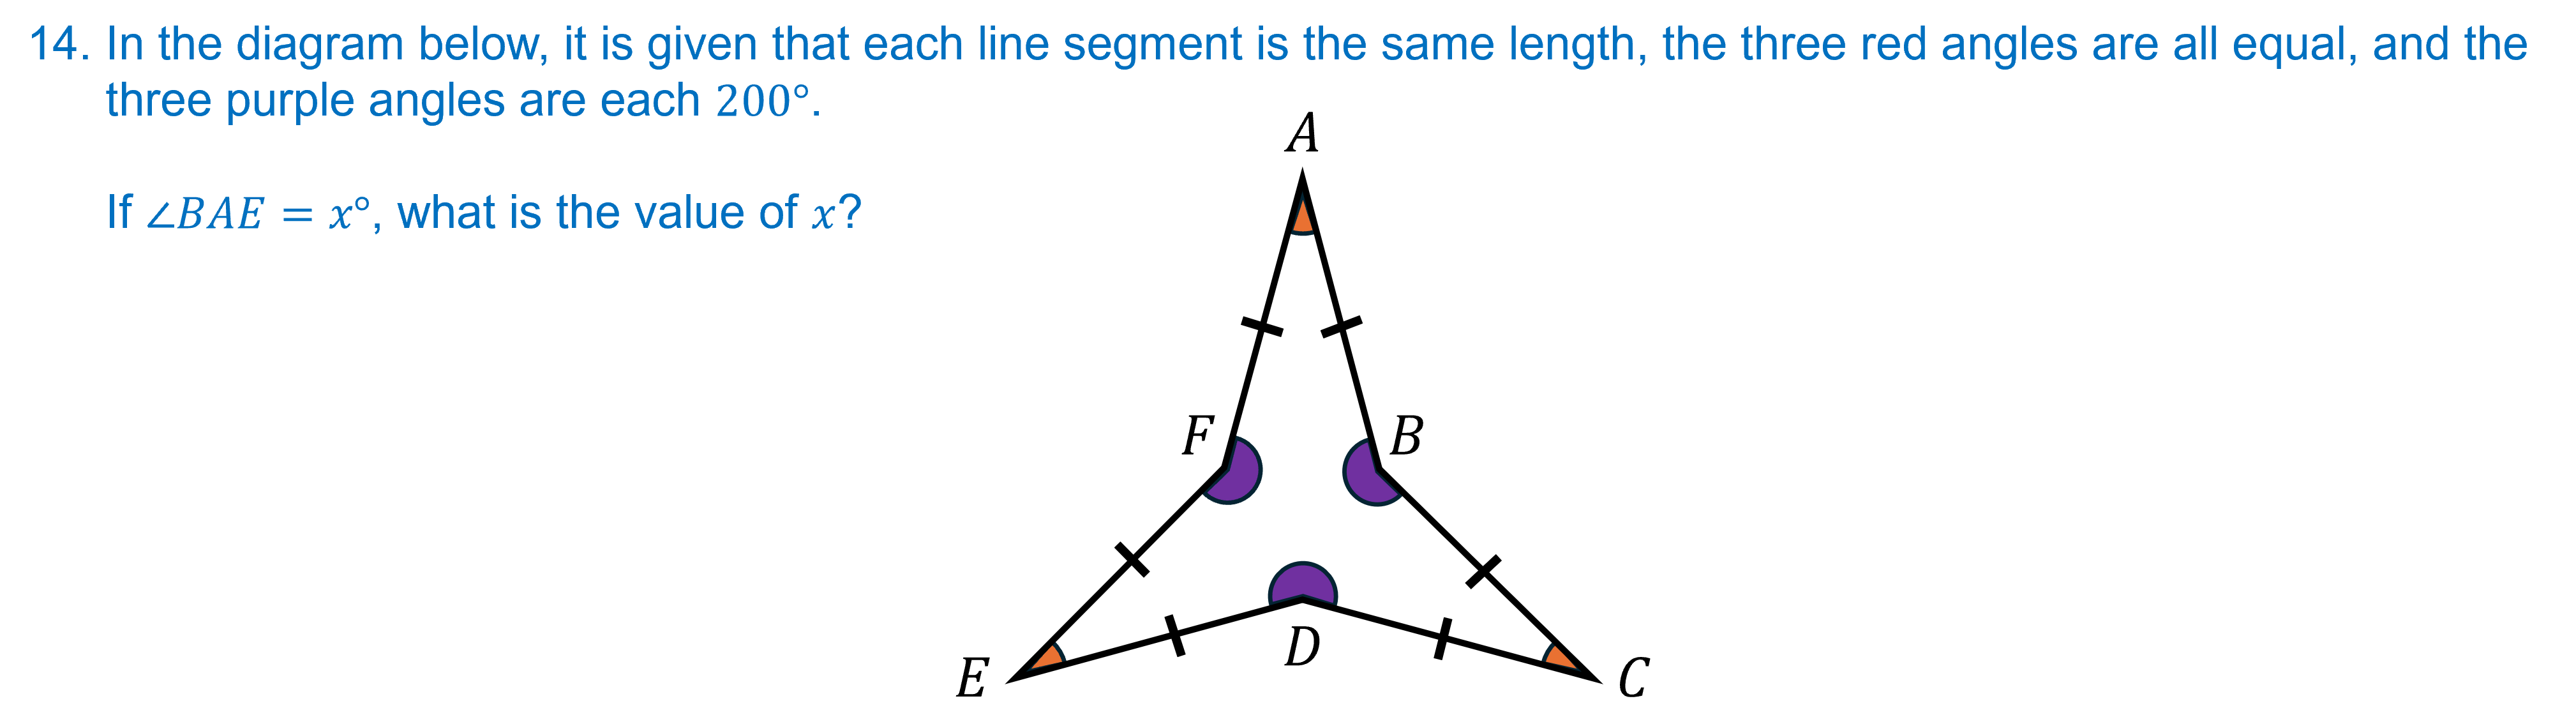 14. In the diagram below, it is given that each line segment is the same length, the three red angles are all equal, and the
three purple angles are each 200°.
If ∠BAE = x°, what is the value of x?
A
F
B
D
E
C